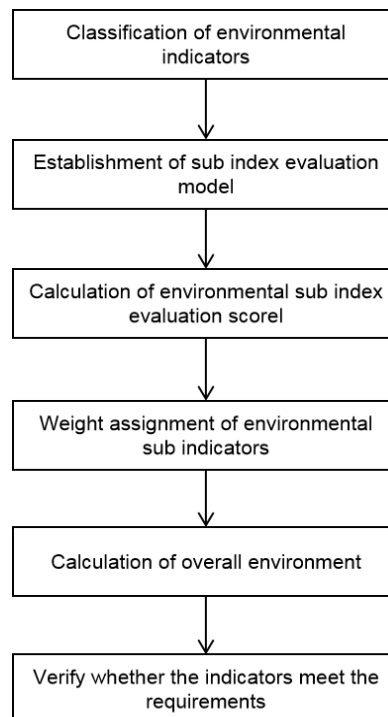 Classification of environmental
indicators
Establishment of sub index evaluation
model
Calculation of environmental sub index
evaluation scorel
Weight assignment of environmental
sub indicators
Calculation of overall environment
Verify whether the indicators meet the
requirements